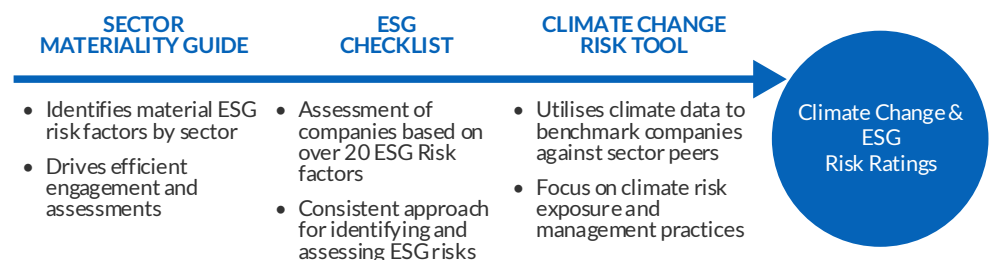 SECTOR
MATERIALITY GUIDE
• Identifies material ESG
risk factors by sector
• Drives efficient
engagement and
assessments
ESG
CHECKLIST
• Assessment of
companies based on
over 20 ESG Risk
factors
• Consistent approach
for identifying and
assessing ESG risks
CLIMATE CHANGE
RISK TOOL
• Utilises climate data to
benchmark companies
against sector peers
• Focus on climate risk
exposure and
management practices
Climate Change &
ESG
Risk Ratings